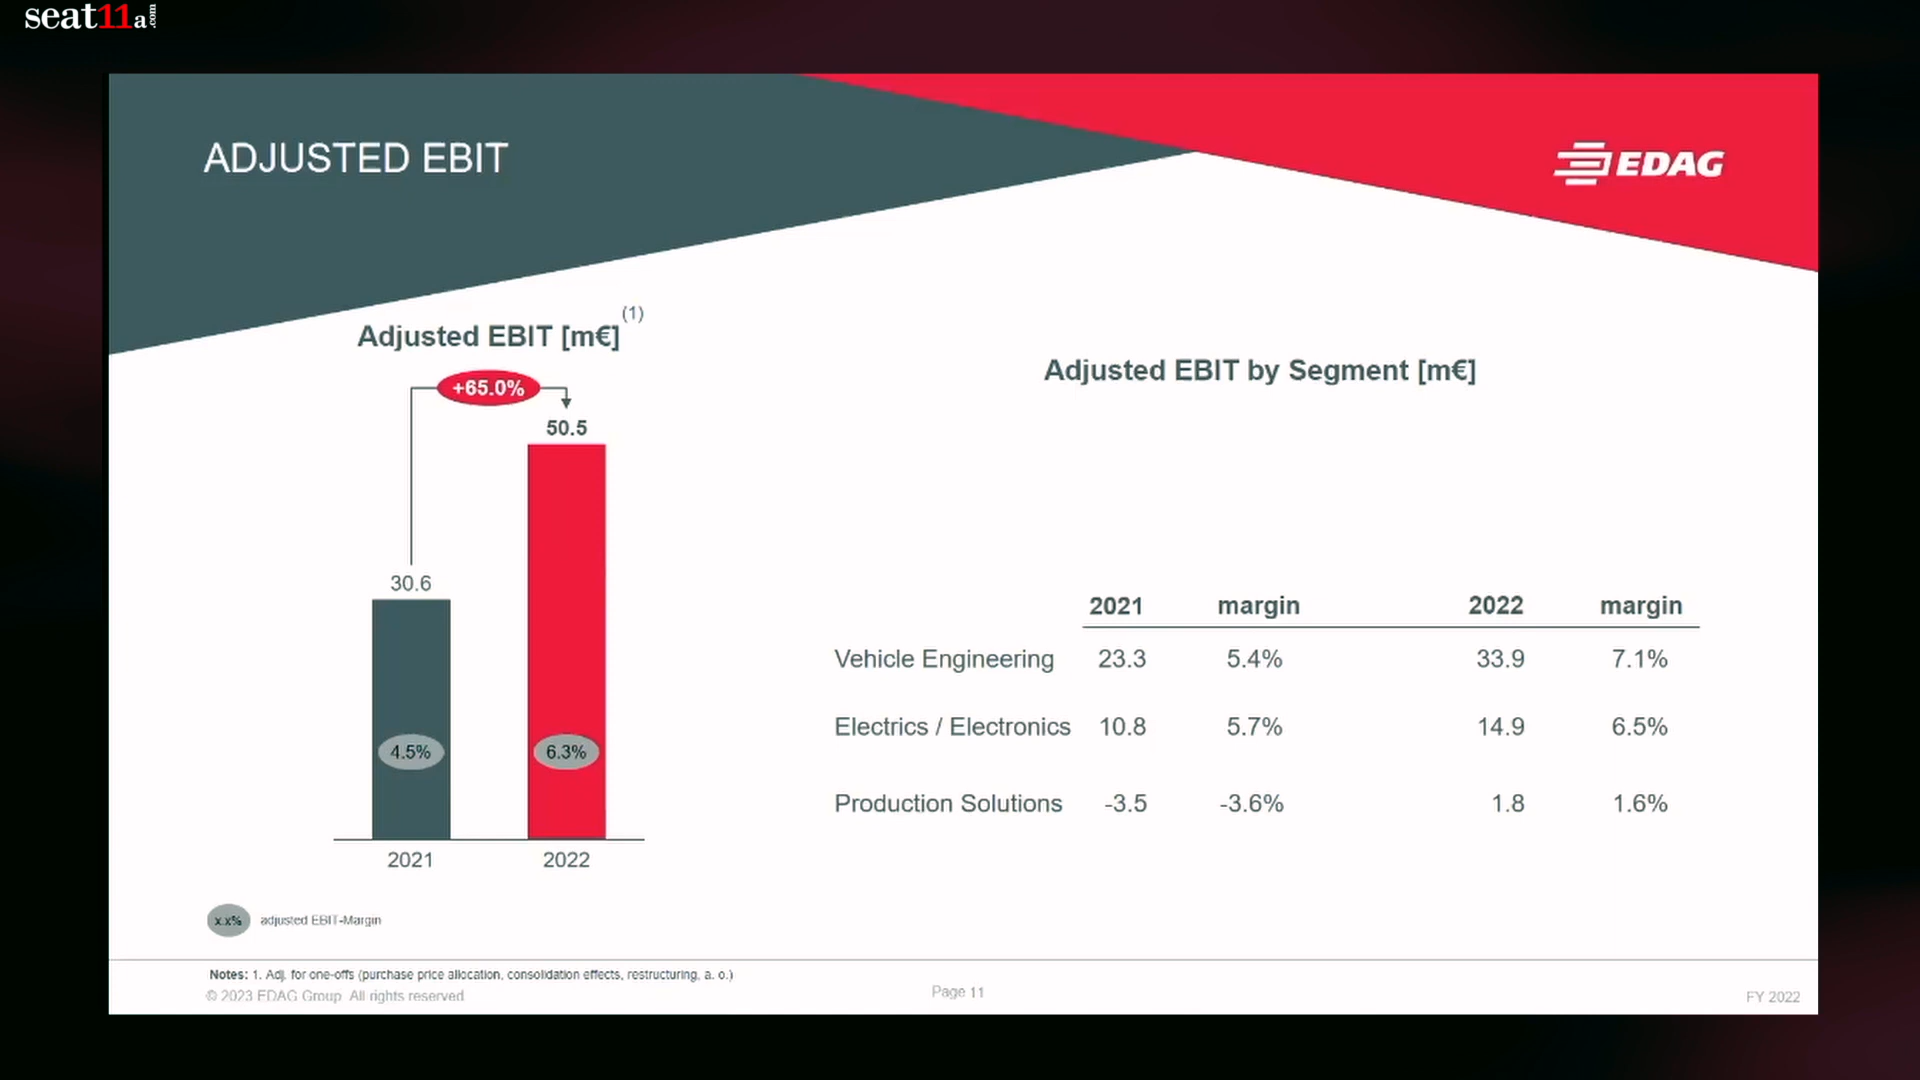 seat11a.com
ADJUSTED EBIT
EDAG
Adjusted EBIT [m€] (1)
+65.0%
50.5
30.6
4.5%
6.3%
2021
2022
x.x% adjusted EBIT-Margin
Adjusted EBIT by Segment [m€]
2021 margin 2022 margin
Vehicle Engineering 23.3 5.4% 33.9 7.1%
Electrics / Electronics 10.8 5.7% 14.9 6.5%
Production Solutions -3.5 -3.6% 1.8 1.6%
Notes: 1. Adj. for one-offs (purchase price allocation, consolidation effects, restructuring, a. o.)
© 2023 EDAG Group. All rights reserved
Page 11
FY 2022